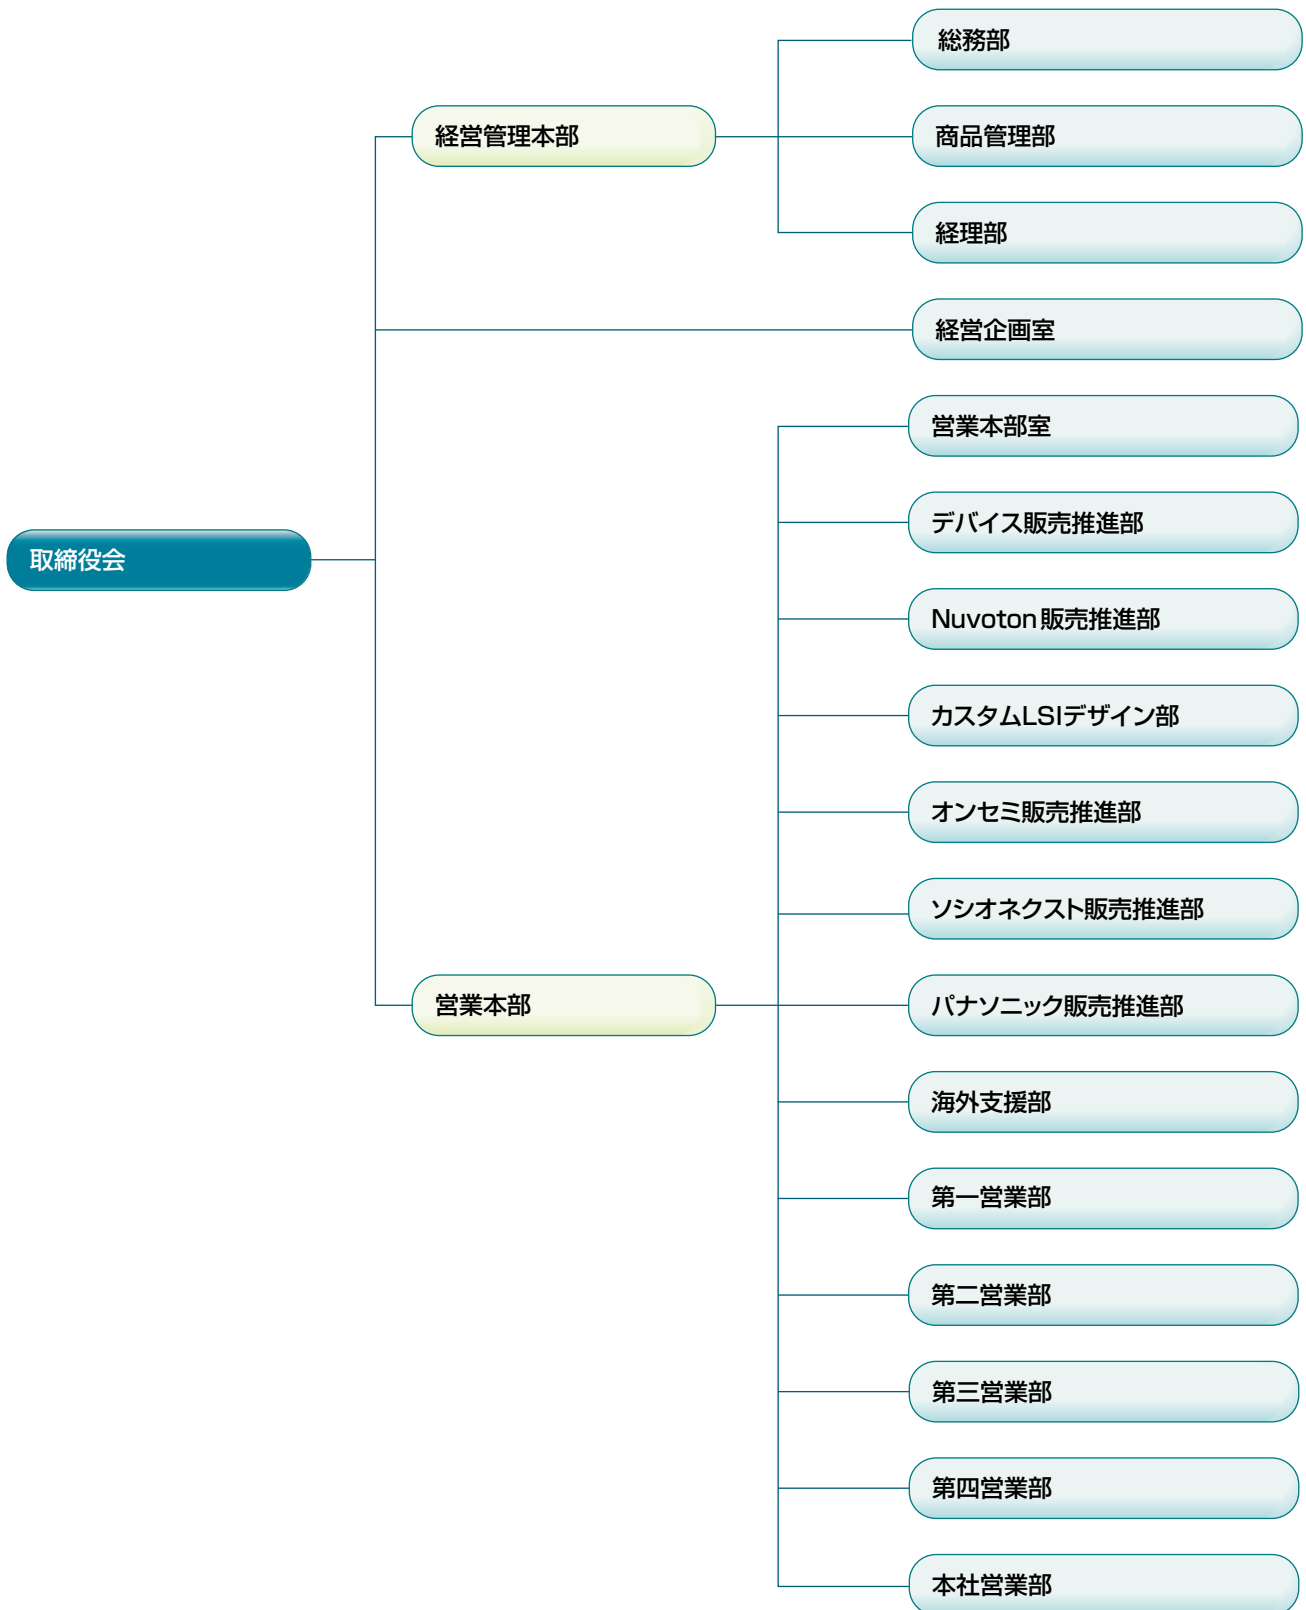 総務部
経営管理本部
商品管理部
経理部
経営企画室
営業本部室
デバイス販売推進部
取締役会
Nuvoton販売推進部
カスタムLSIデザイン部
オンセミ販売推進部
ソシオネクスト販売推進部
営業本部
パナソニック販売推進部
海外支援部
第一営業部
第二営業部
第三営業部
第四営業部
本社営業部